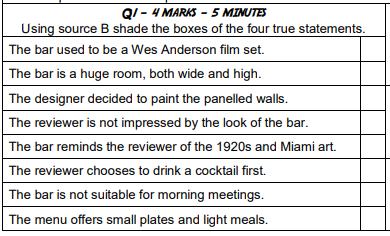 Q1 – 4 MARKS – 5 MINUTES
Using source B shade the boxes of the four true statements.
The bar used to be a Wes Anderson film set.
The bar is a huge room, both wide and high.
The designer decided to paint the panelled walls.
The reviewer is not impressed by the look of the bar.
The bar reminds the reviewer of the 1920s and Miami art.
The reviewer chooses to drink a cocktail first.
The bar is not suitable for morning meetings.
The menu offers small plates and light meals.